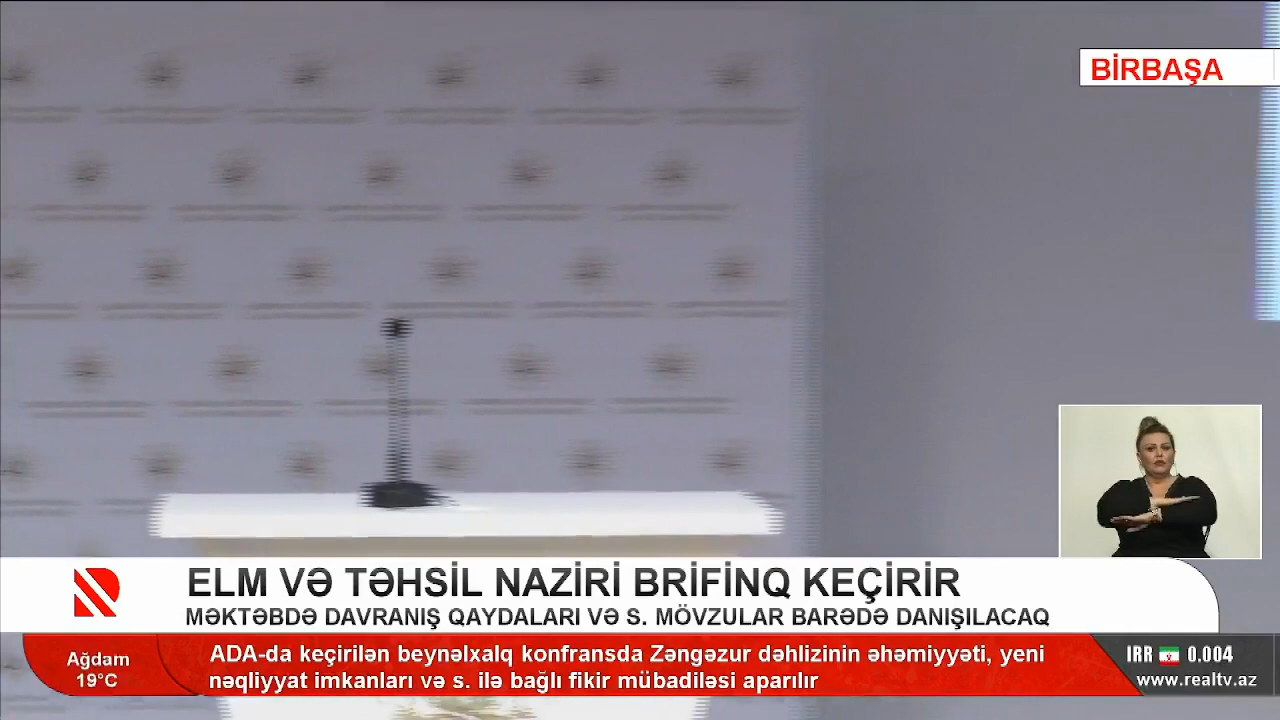 BİRBAŞA
ELM VƏ TƏHSİL NAZİRİ BRİFİNQ KEÇİRİR
MƏKTƏBDƏ DAVRANIŞ QAYDALARI VƏ S. MÖVZULAR BARƏDƏ DANIŞILACAQ
Ağdam
19°C
ADA-da keçirilən beynəlxalq konfransda Zəngəzur dəhlizinin əhəmiyyəti, yeni
nəqliyyat imkanları və s. ilə bağlı fikir mübadiləsi aparılır
IRR 0.004
www.realtv.az